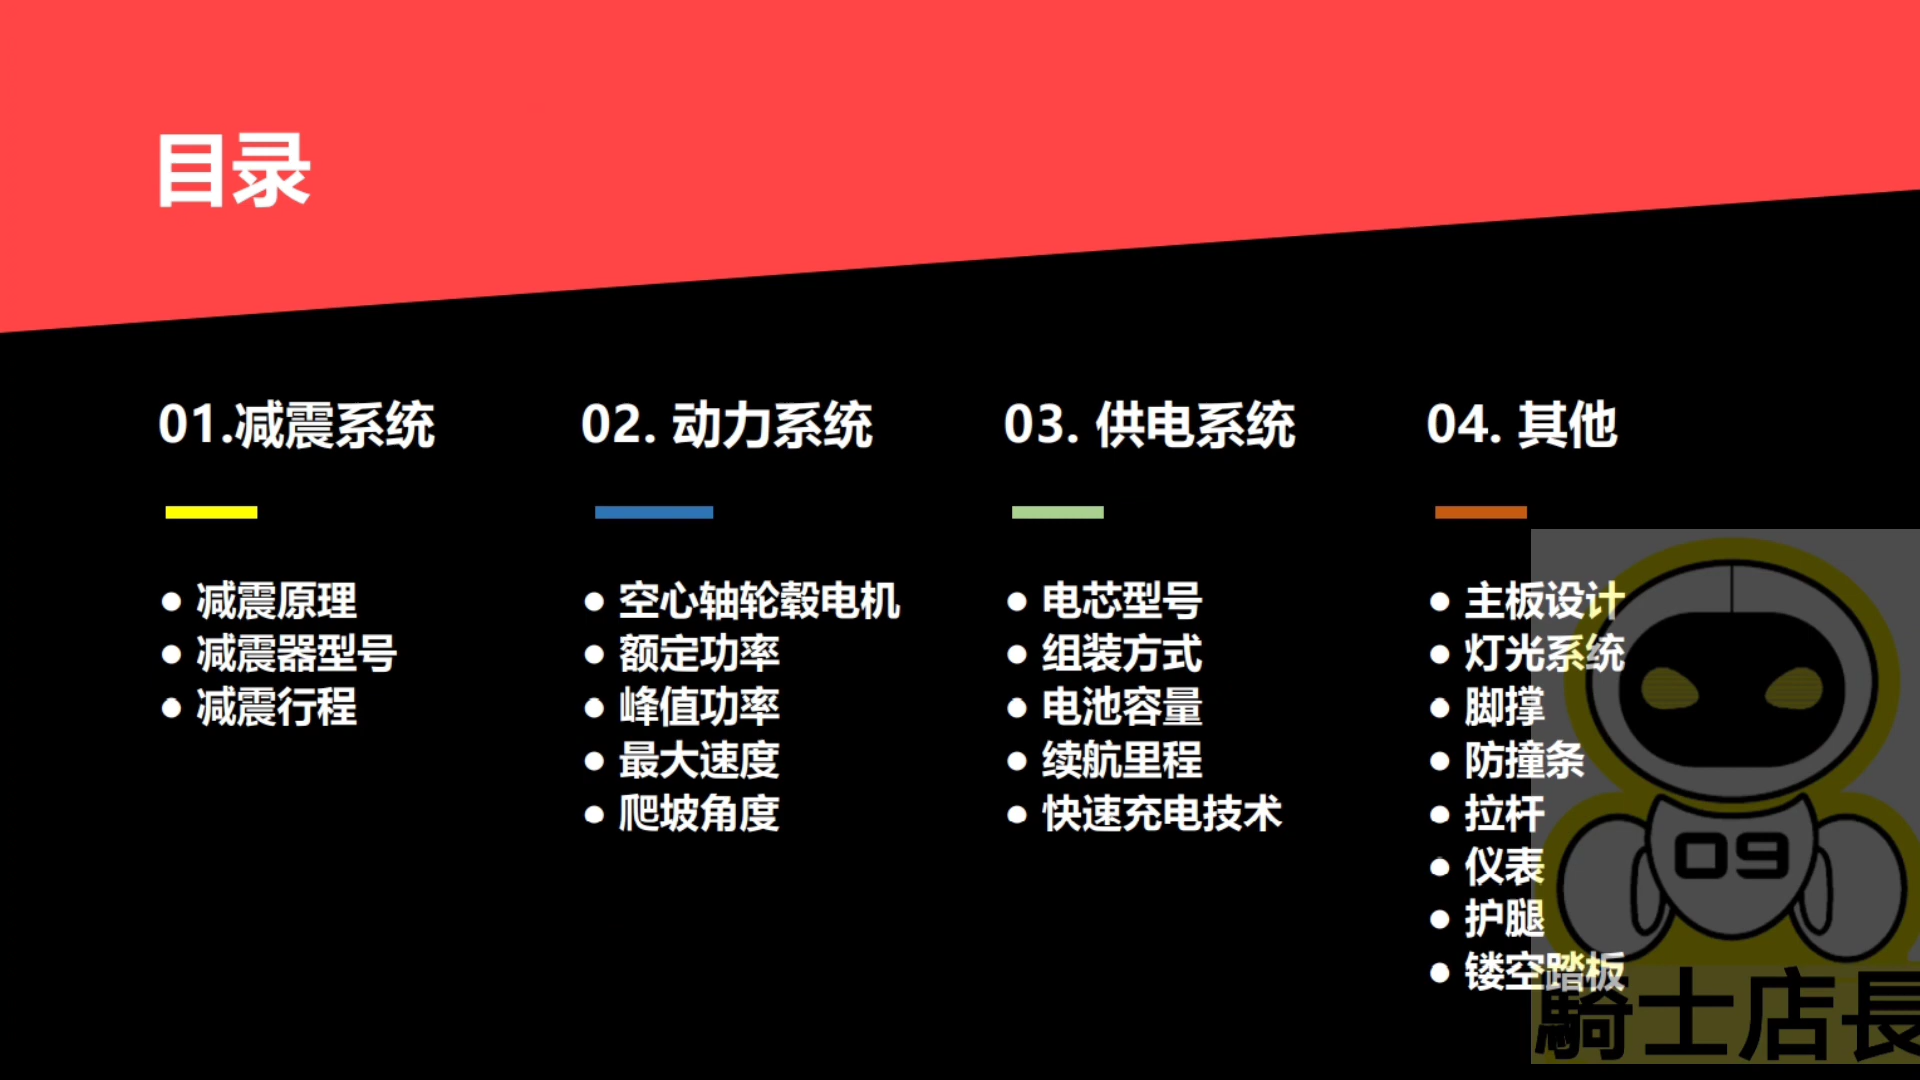 目录
01.减震系统
● 减震原理
● 减震器型号
● 减震行程
02. 动力系统
● 空心轴轮毂电机
● 额定功率
● 峰值功率
● 最大速度
● 爬坡角度
03. 供电系统
● 电芯型号
● 组装方式
● 电池容量
● 续航里程
● 快速充电技术
04. 其他
● 主板设计
● 灯光系统
● 脚撑
● 防撞条
● 拉杆
● 仪表
● 护腿
● 镂空踏板
09
騎士店長